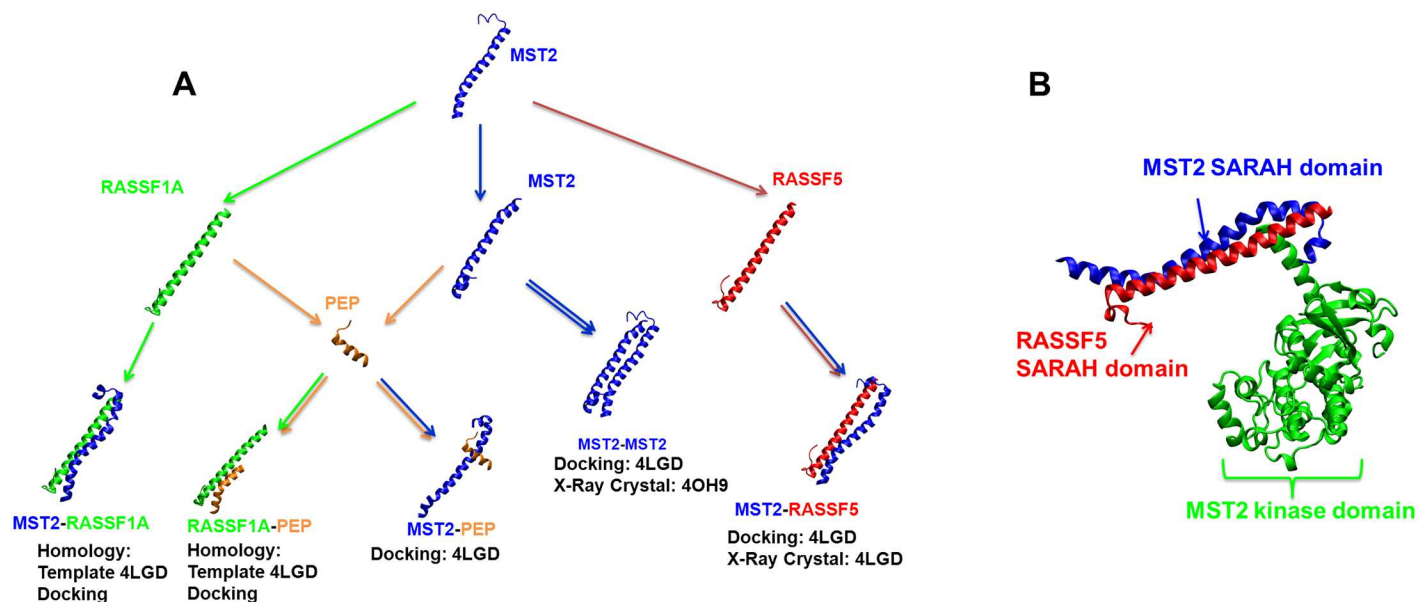 A
MST2
B
RASSF1A
MST2
RASSF5
PEP
MST2-RASSF1A
Homology:
Template 4LGD
Docking
RASSF1A-PEP
Homology:
Template 4LGD
Docking
MST2-PEP
Docking: 4LGD
MST2-MST2
Docking: 4LGD
X-Ray Crystal: 4OH9
MST2-RASSF5
Docking: 4LGD
X-Ray Crystal: 4LGD
MST2 SARAH domain
RASSF5
SARAH domain
MST2 kinase domain